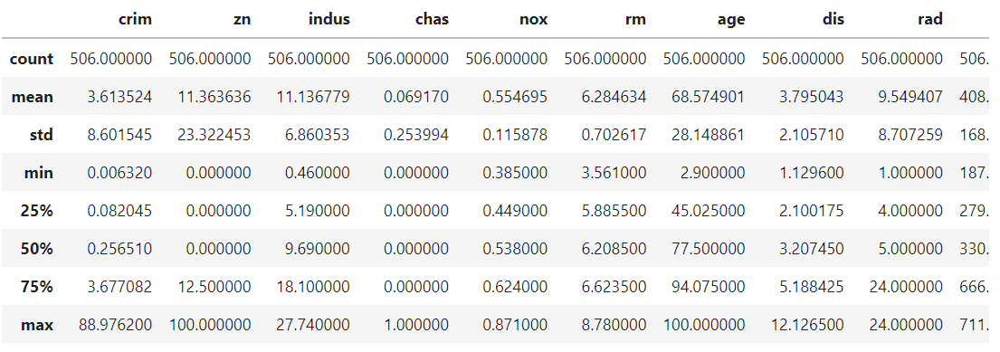 crim zn indus chas nox rm age dis rad
count 506.000000 506.000000 506.000000 506.000000 506.000000 506.000000 506.000000 506.000000 506.000000 506.
mean 3.613524 11.363636 11.136779 0.069170 0.554695 6.284634 68.574901 3.795043 9.549407 408.
std 8.601545 23.322453 6.860353 0.253994 0.115878 0.702617 28.148861 2.105710 8.707259 168.
min 0.006320 0.000000 0.460000 0.000000 0.385000 3.561000 2.900000 1.129600 1.000000 187.
25% 0.082045 0.000000 5.190000 0.000000 0.449000 5.885500 45.025000 2.100175 4.000000 279.
50% 0.256510 0.000000 9.690000 0.000000 0.538000 6.208500 77.500000 3.207450 5.000000 330.
75% 3.677082 12.500000 18.100000 0.000000 0.624000 6.623500 94.075000 5.188425 24.000000 666.
max 88.976200 100.000000 27.740000 1.000000 0.871000 8.780000 100.000000 12.126500 24.000000 711.